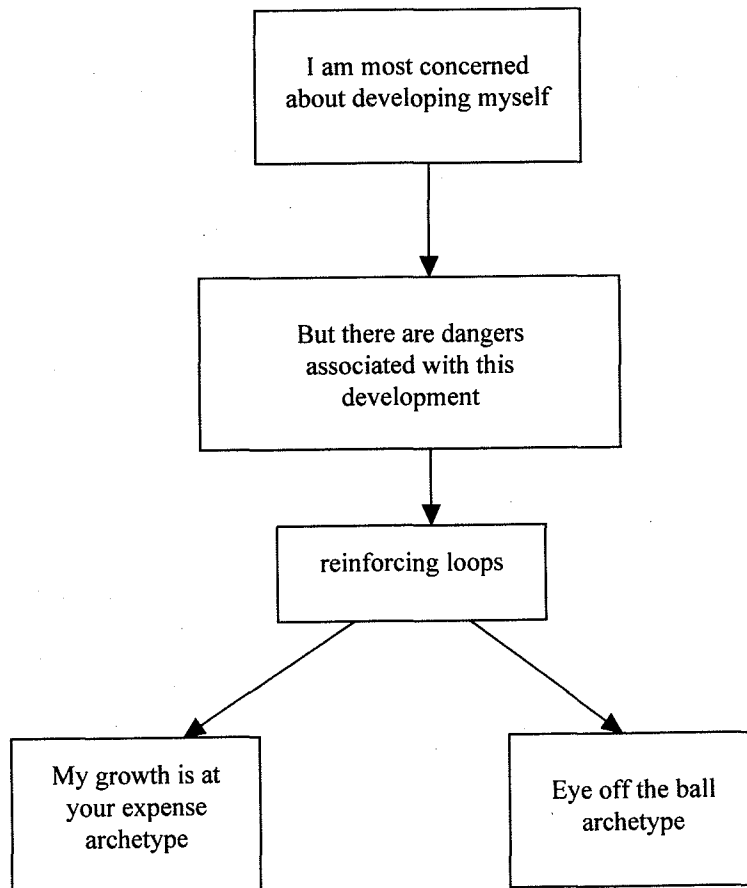 I am most concerned
about developing myself
But there are dangers
associated with this
development
reinforcing loops
My growth is at
your expense
archetype
Eye off the ball
archetype